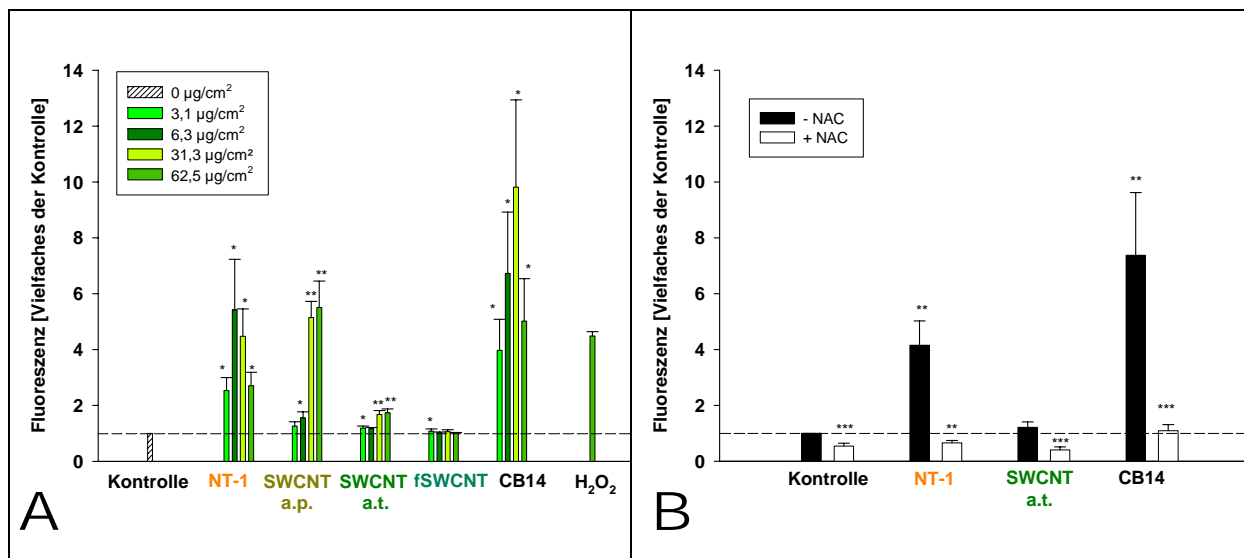 Fluoreszenz [Vielfaches der Kontrolle]
14
12
10
8
6
4
2
0
0 µg/cm²
3,1 µg/cm²
6,3 µg/cm²
31,3 µg/cm²
62,5 µg/cm²
* * * *
* ** **
* ** **
*
* * * *
Kontrolle NT-1 SWCNT a.p. SWCNT a.t. fSWCNT CB14 H₂O₂
A
Fluoreszenz [Vielfaches der Kontrolle]
14
12
10
8
6
4
2
0
- NAC
+ NAC
*** ** ** *** ** ***
Kontrolle NT-1 SWCNT a.t. CB14
B